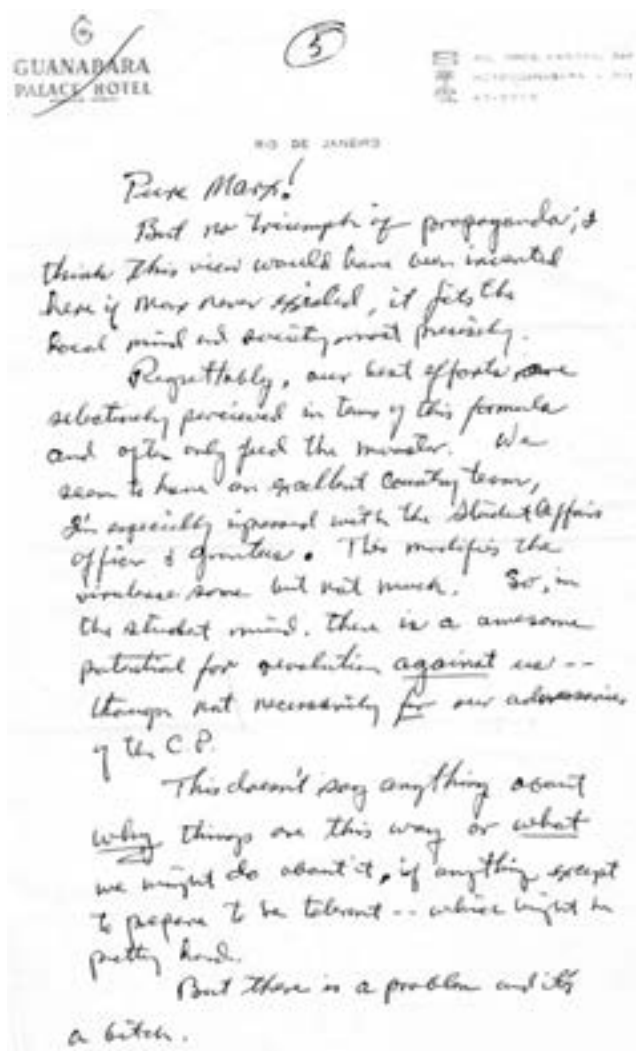 5
GUANABARA
PALACE HOTEL
RIO DE JANEIRO
Pure Marx!
But no triumph of propaganda, I
think this view would have been invented
here if Marx never existed, it fits the
local mind and society most precisely.
Regrettably, our best efforts are
selectively perceived in terms of this formula
and often only feed the monster. We
seem to have an excellent country team,
I'm especially impressed with the Student Affairs
officer & grantees. This modifies the
virulence some but not much. So, in
the student mind, there is a awesome
potential for revolution against us --
though not necessarily for our adversaries
of the C.P.
This doesn't say anything about
why things are this way or what
we might do about it, if anything except
to prepare to be tolerant -- which might be
pretty hard.
But there is a problem and it's
a bitch.